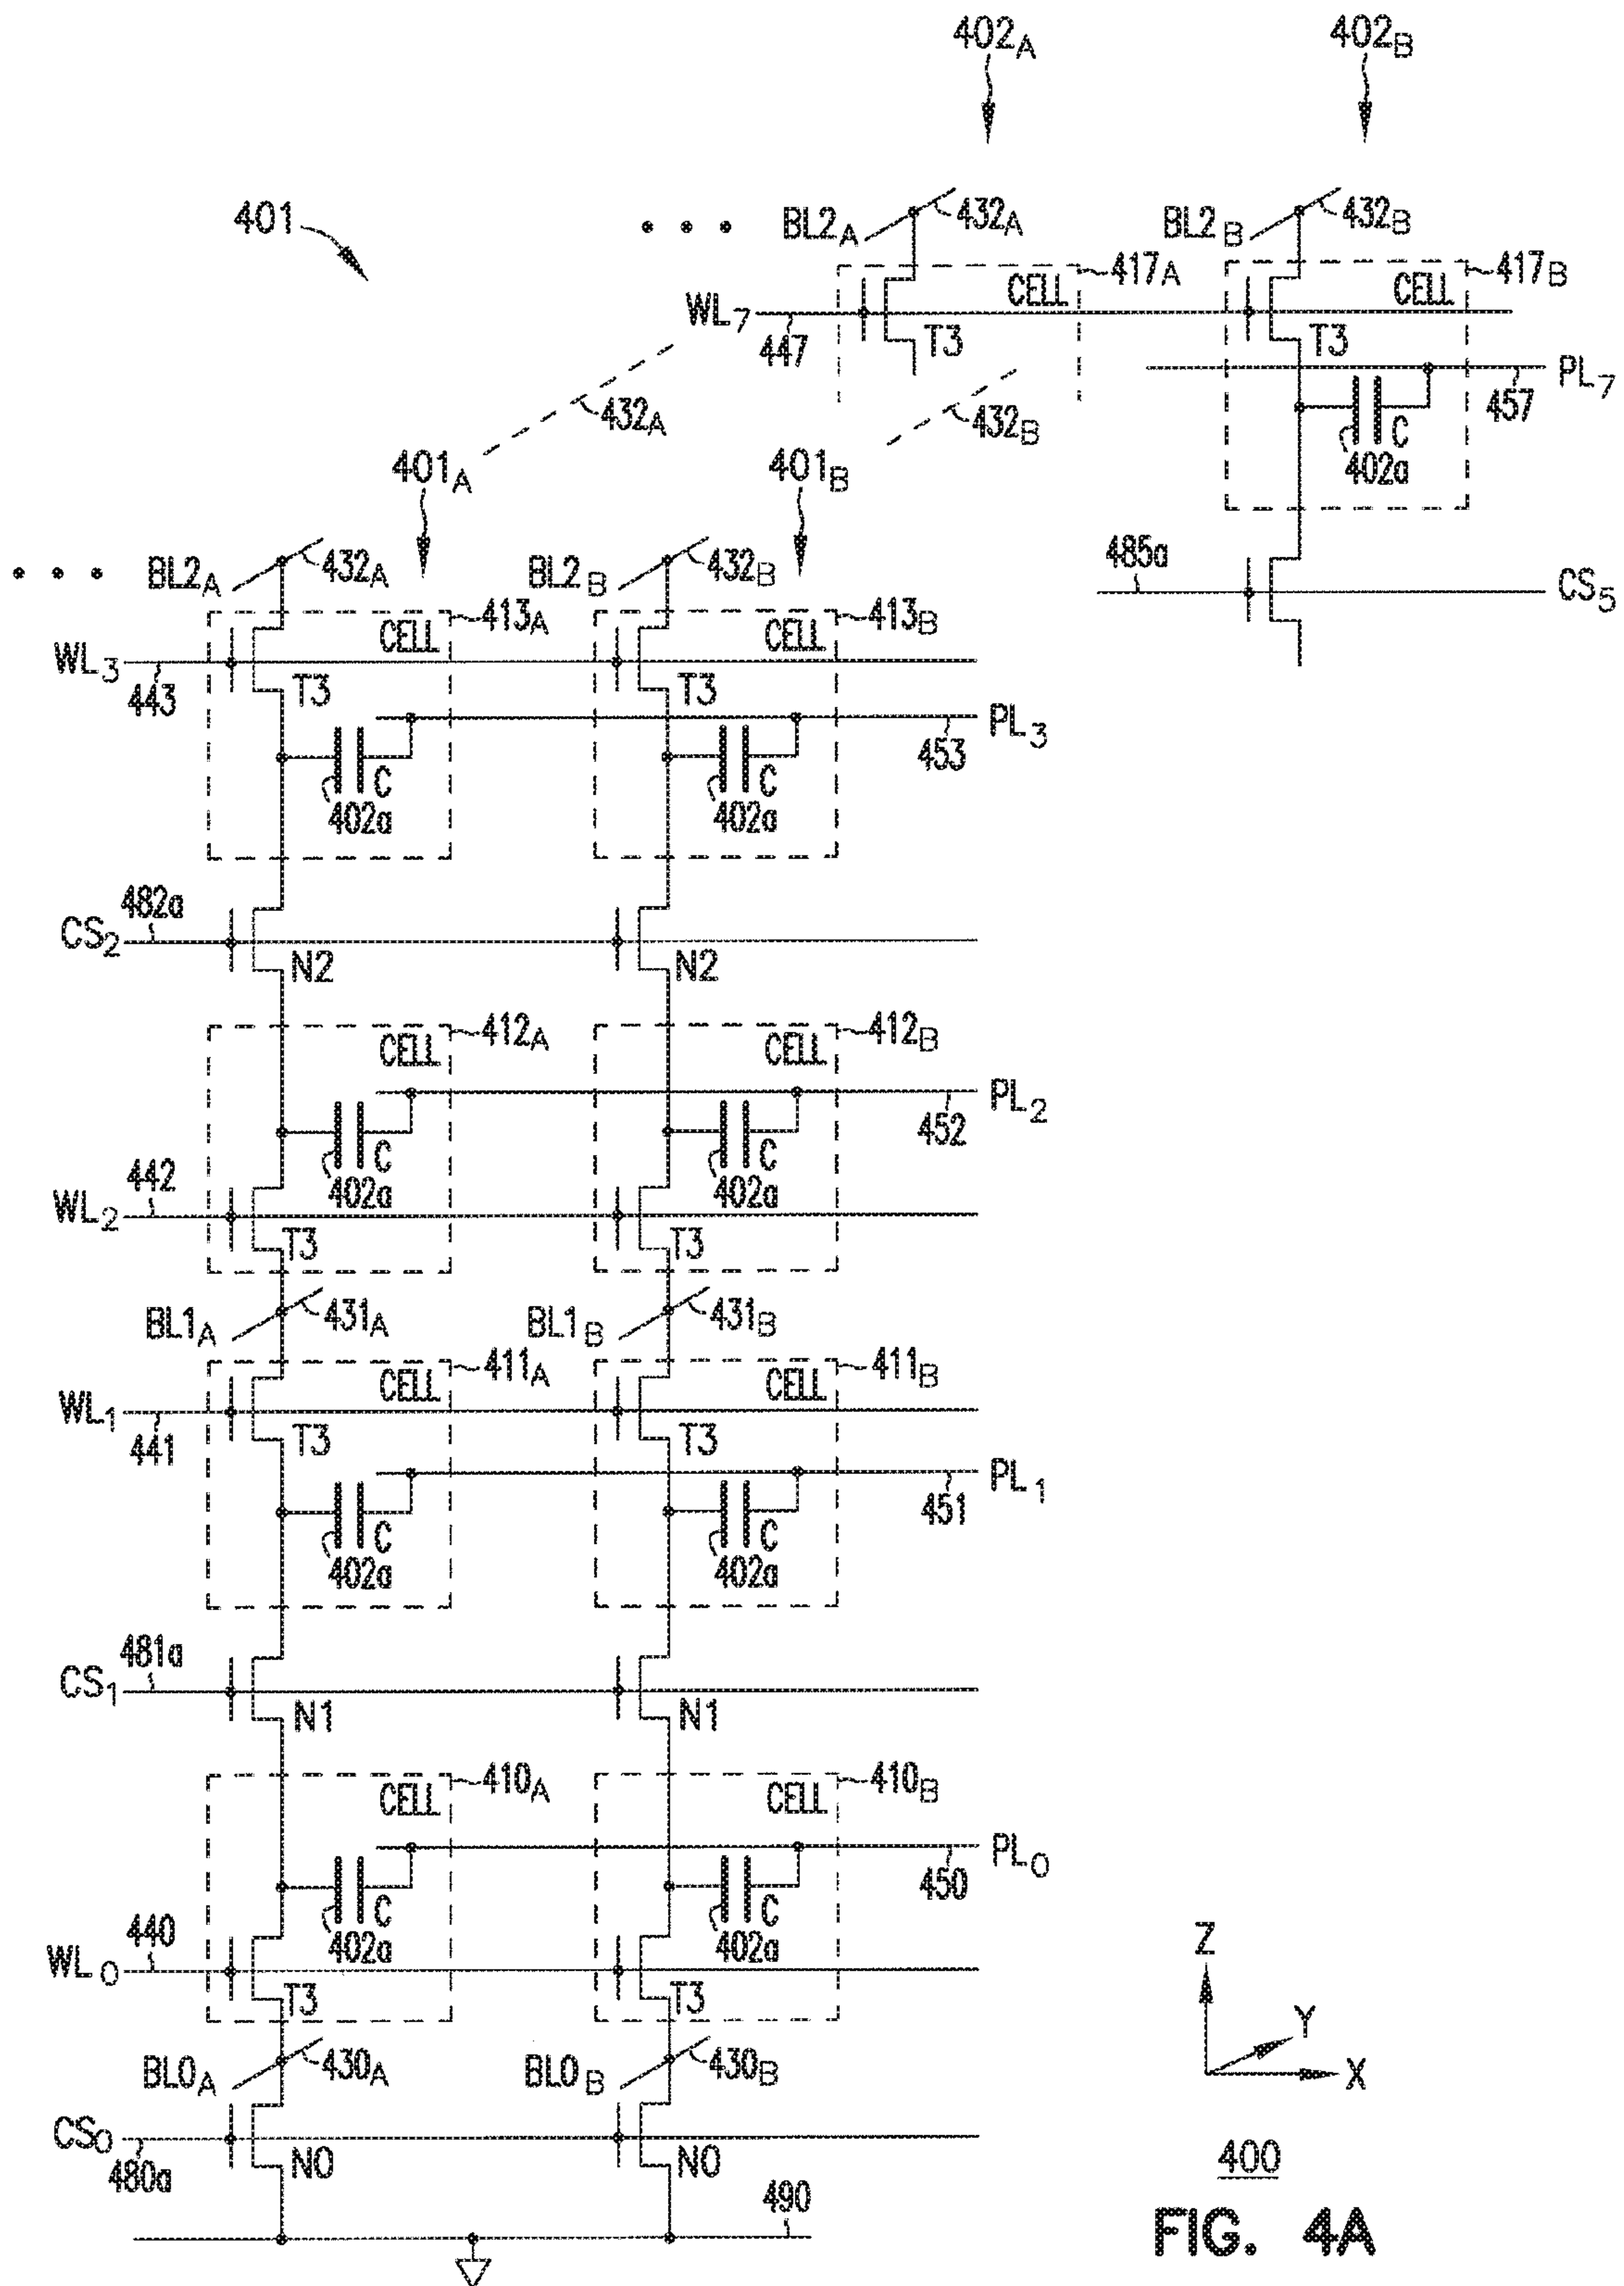 402A 402B
401 • • • BL2A 432A BL2B 432B
417A 417B
WL7 CELL CELL
447 T3 T3
PL7
457
432A 432B C
402a
401A 401B
485a CS5
• • • BL2A 432A BL2B 432B
413A 413B
WL3 CELL CELL
443 T3 T3
PL3
453
C C
402a 402a
482a
CS2
N2 N2
412A 412B
CELL CELL
PL2
452
C C
442 402a 402a
WL2
T3 T3
BL1A 431A BL1B 431B
411A 411B
WL1 CELL CELL
441 T3 T3
PL1
451
C C
402a 402a
481a
CS1
N1 N1
410A 410B
CELL CELL
PL0
450
C C
440 402a 402a
WL0
T3 T3
BL0A 430A BL0B 430B
CS0
480a N0 N0
490
Z
Y
X
400
FIG. 4A